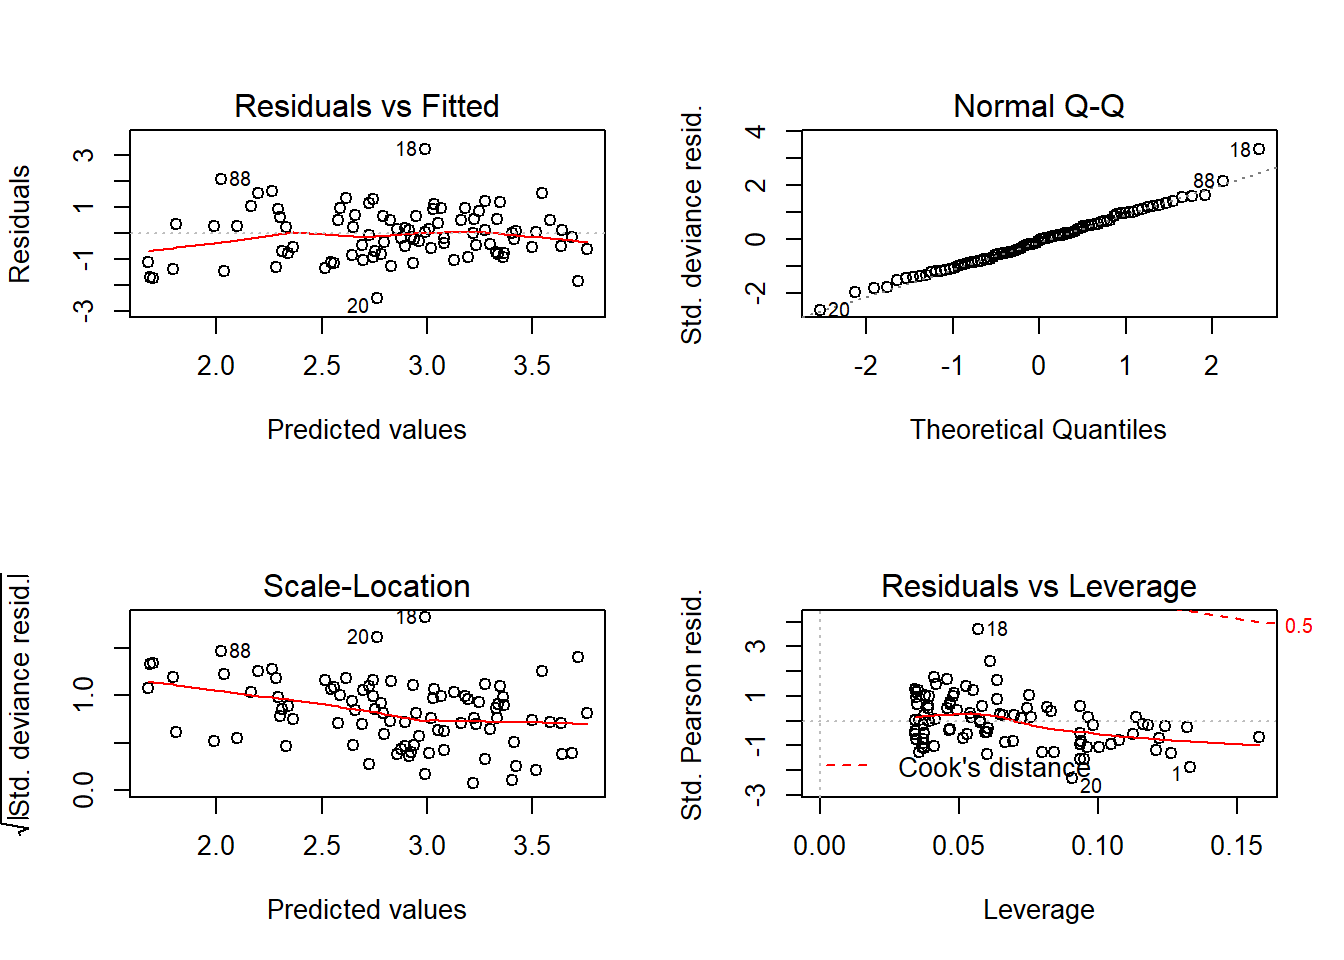 Residuals vs Fitted
Residuals
3
1
-1
-3
18
88
20
2.0 2.5 3.0 3.5
Predicted values
Normal Q-Q
Std. deviance resid.
4
2
0
-2
18
88
20
-2 -1 0 1 2
Theoretical Quantiles
Scale-Location
√|Std. deviance resid.|
1.0
0.0
18
20
88
2.0 2.5 3.0 3.5
Predicted values
Residuals vs Leverage
Std. Pearson resid.
3
1
-1
-3
18
0.5
1
20
Cook's distance
0.00 0.05 0.10 0.15
Leverage